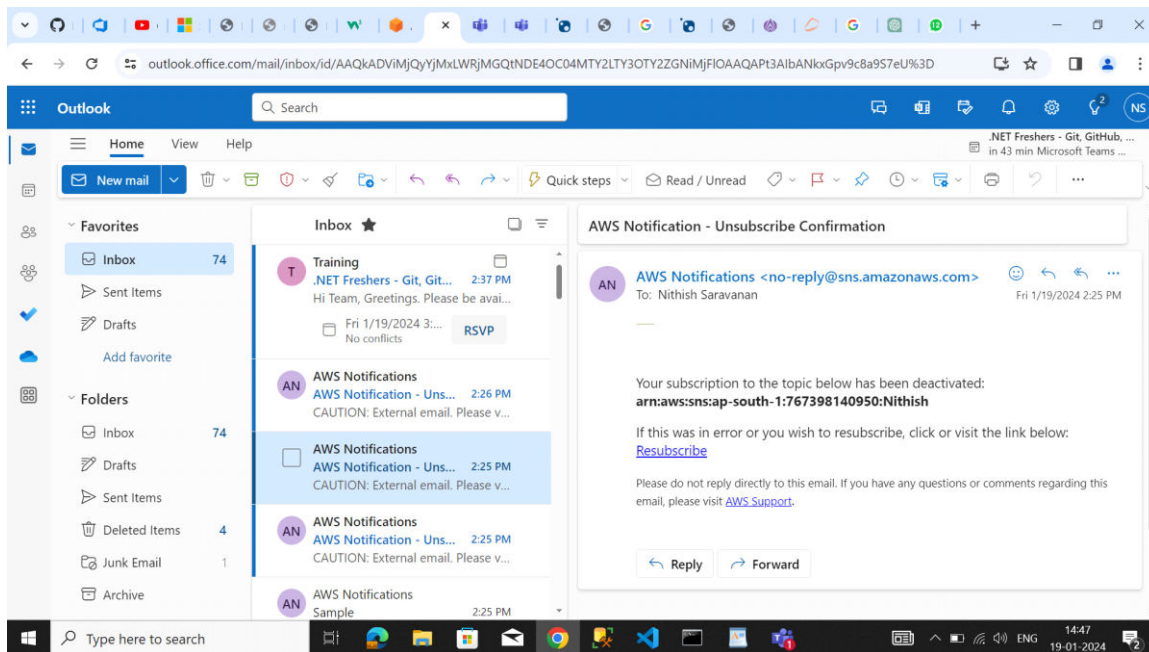 outlook.office.com/mail/inbox/id/AAQkADViMjQyYjMxLWRjMGQtNDE4OC04MTY2LTY3OTY2ZGNiMjFlOAAQAPt3AIbANkxGpv9c8a9S7eU%3D
Outlook
Search
2
NS
Home View Help
.NET Freshers - Git, GitHub, ...
in 43 min Microsoft Teams ...
New mail
Quick steps
Read / Unread
Favorites
Inbox 74
Sent Items
Drafts
Add favorite
Folders
Inbox 74
Drafts
Sent Items
Deleted Items 4
Junk Email 1
Archive
Inbox
T
Training
.NET Freshers - Git, Git... 2:37 PM
Hi Team, Greetings. Please be avai...
Fri 1/19/2024 3:...
No conflicts
RSVP
AN
AWS Notifications
AWS Notification - Uns... 2:26 PM
CAUTION: External email. Please v...
AWS Notifications
AWS Notification - Uns... 2:25 PM
CAUTION: External email. Please v...
AN
AWS Notifications
AWS Notification - Uns... 2:25 PM
CAUTION: External email. Please v...
AN
AWS Notifications
Sample 2:25 PM
AWS Notification - Unsubscribe Confirmation
AN
AWS Notifications <no-reply@sns.amazonaws.com>
To: Nithish Saravanan
Fri 1/19/2024 2:25 PM
Your subscription to the topic below has been deactivated:
arn:aws:sns:ap-south-1:767398140950:Nithish
If this was in error or you wish to resubscribe, click or visit the link below:
Resubscribe
Please do not reply directly to this email. If you have any questions or comments regarding this
email, please visit AWS Support.
Reply
Forward
Type here to search
ENG
14:47
19-01-2024
2